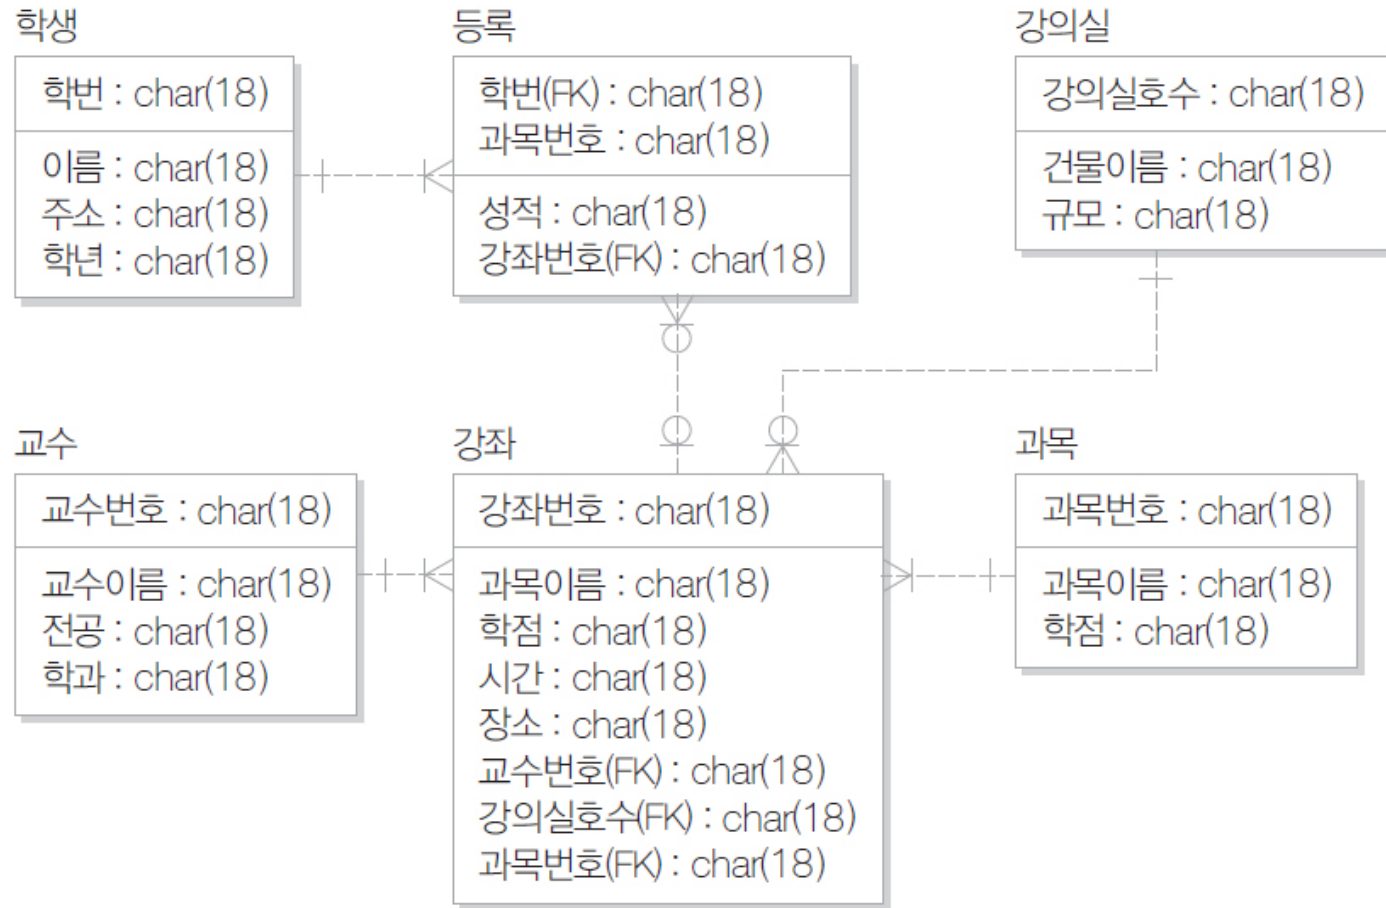 학생
학번 : char(18)
이름 : char(18)
주소 : char(18)
학년 : char(18)
등록
학번(FK) : char(18)
과목번호 : char(18)
성적 : char(18)
강좌번호(FK) : char(18)
강의실
강의실호수 : char(18)
건물이름 : char(18)
규모 : char(18)
교수
교수번호 : char(18)
교수이름 : char(18)
전공 : char(18)
학과 : char(18)
강좌
강좌번호 : char(18)
과목이름 : char(18)
학점 : char(18)
시간 : char(18)
장소 : char(18)
교수번호(FK) : char(18)
강의실호수(FK) : char(18)
과목번호(FK) : char(18)
과목
과목번호 : char(18)
과목이름 : char(18)
학점 : char(18)